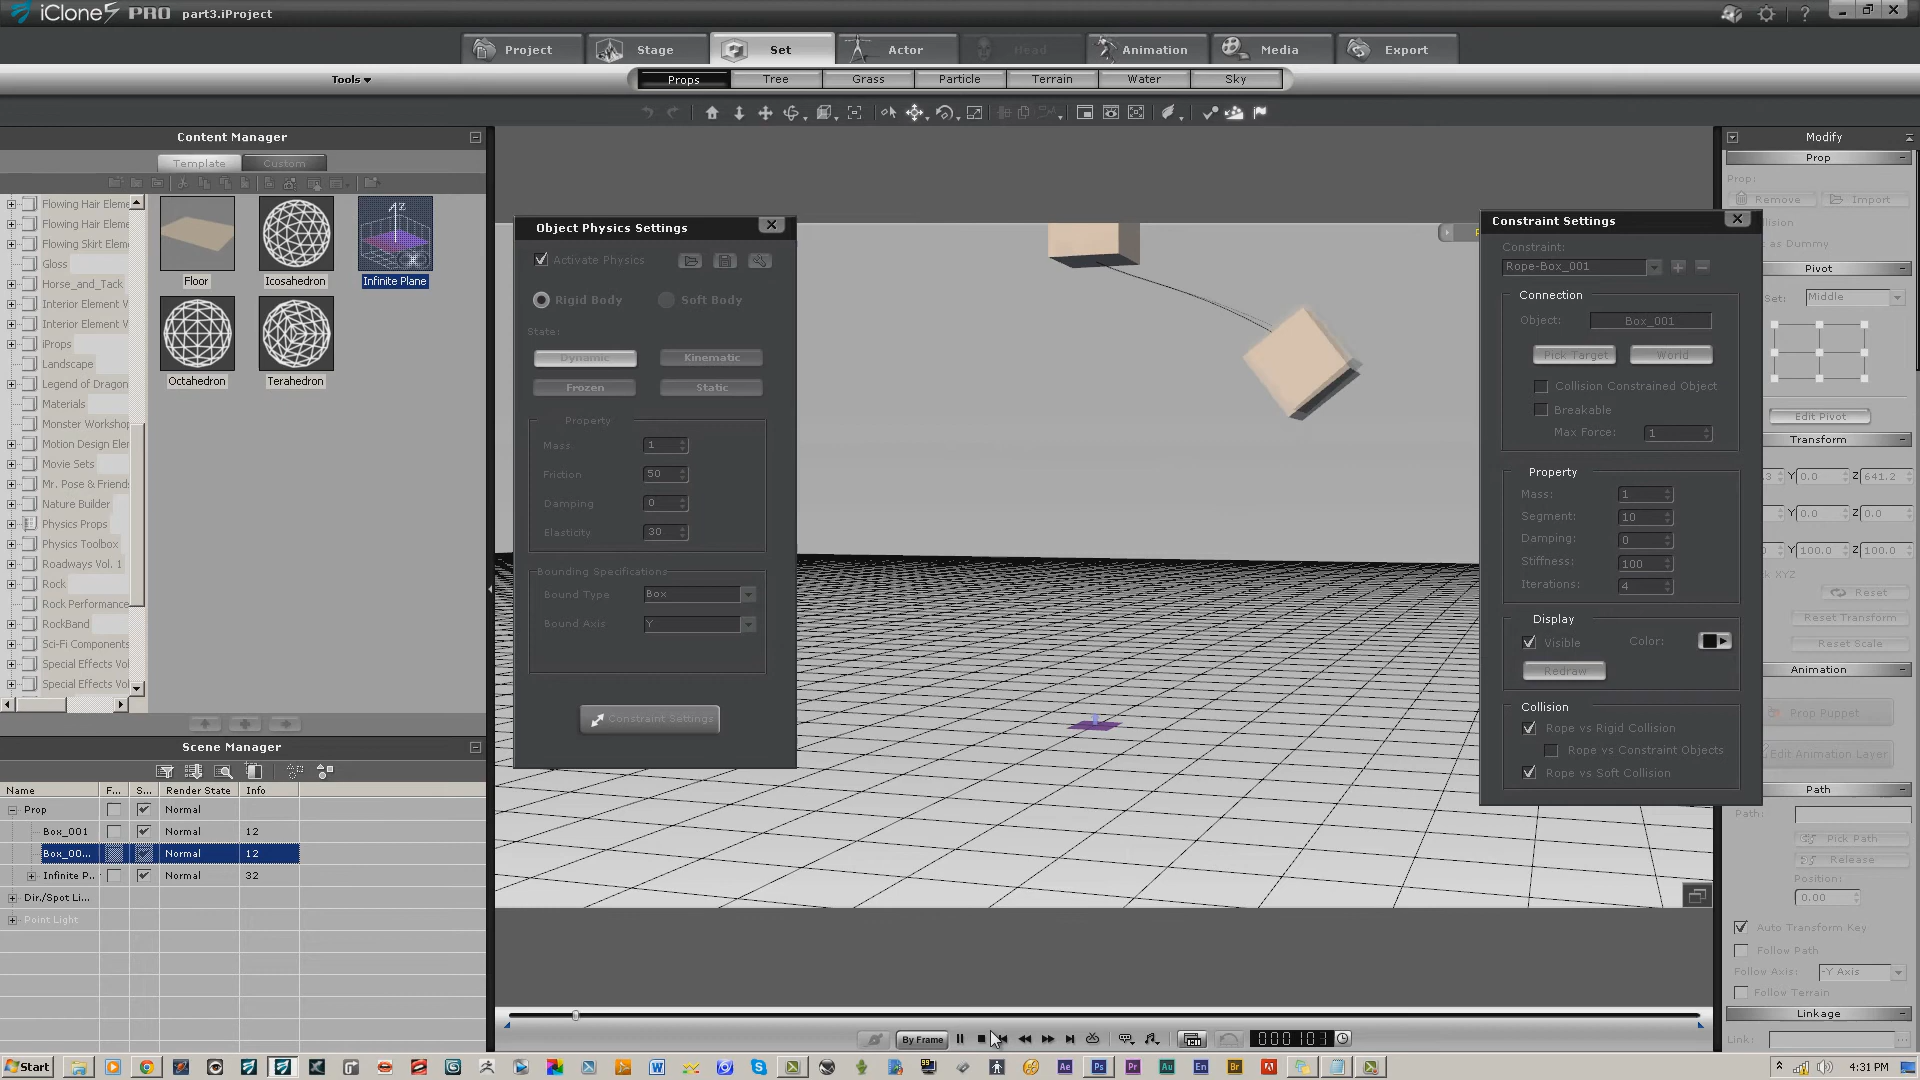 iClone5 PRO part3.iProject
Project Stage Set Actor Head Animation Media Export
Tools
Props Tree Grass Particle Terrain Water Sky
Content Manager
Template Custom
Flowing Hair Eleme
Flowing Hair Eleme
Flowing Skirt Eleme
Gloss
Horse_and_Tack
Interior Element V
Interior Element V
iProps
Landscape
Legend of Dragon
Materials
Monster Workshop
Motion Design Eler
Movie Sets
Mr. Pose & Friends
Nature Builder
Physics Props
Physics Toolbox
Roadways Vol. 1
Rock
Rock Performance
RockBand
Sci-Fi Components
Special Effects Vol
Special Effects Vol
Floor
Icosahedron
Infinite Plane
Octahedron
Terahedron
Scene Manager
Name F... S... Render State Info
Prop Normal
Box_001 Normal 12
Box_00... Normal 12
Infinite P... Normal 32
Dir./Spot Li...
Point Light
Object Physics Settings
Activate Physics
Rigid Body Soft Body
State:
Dynamic Kinematic
Frozen Static
Property
Mass 1
Friction 50
Damping 0
Elasticity 30
Bounding Specifications
Bound Type Box
Bound Axis Y
Constraint Settings
Constraint Settings
Constraint:
Rope-Box_001
Connection
Object: Box_001
Pick Target World
Collision Constrained Object
Breakable
Max Force: 1
Property
Mass: 1
Segment: 10
Damping: 0
Stiffness: 100
Iterations: 4
Display
Visible Color:
Redraw
Collision
Rope vs Rigid Collision
Rope vs Constraint Objects
Rope vs Soft Collision
Modify
Prop
Prop:
Remove Import
as Dummy
Pivot
Set: Middle
Edit Pivot
Transform
Y 0.0 Z 641.2
Y 0.0 Z 0.0
Y 100.0 Z 100.0
XYZ
Reset
Reset Transform
Reset Scale
Animation
Prop Puppet
Edit Animation Layer
Path
Path:
Pick Path
Release
Position:
0.00
Auto Transform Key
Follow Path
Follow Axis: -Y Axis
Follow Terrain
Linkage
Link:
By Frame
000103
Start
4:31 PM